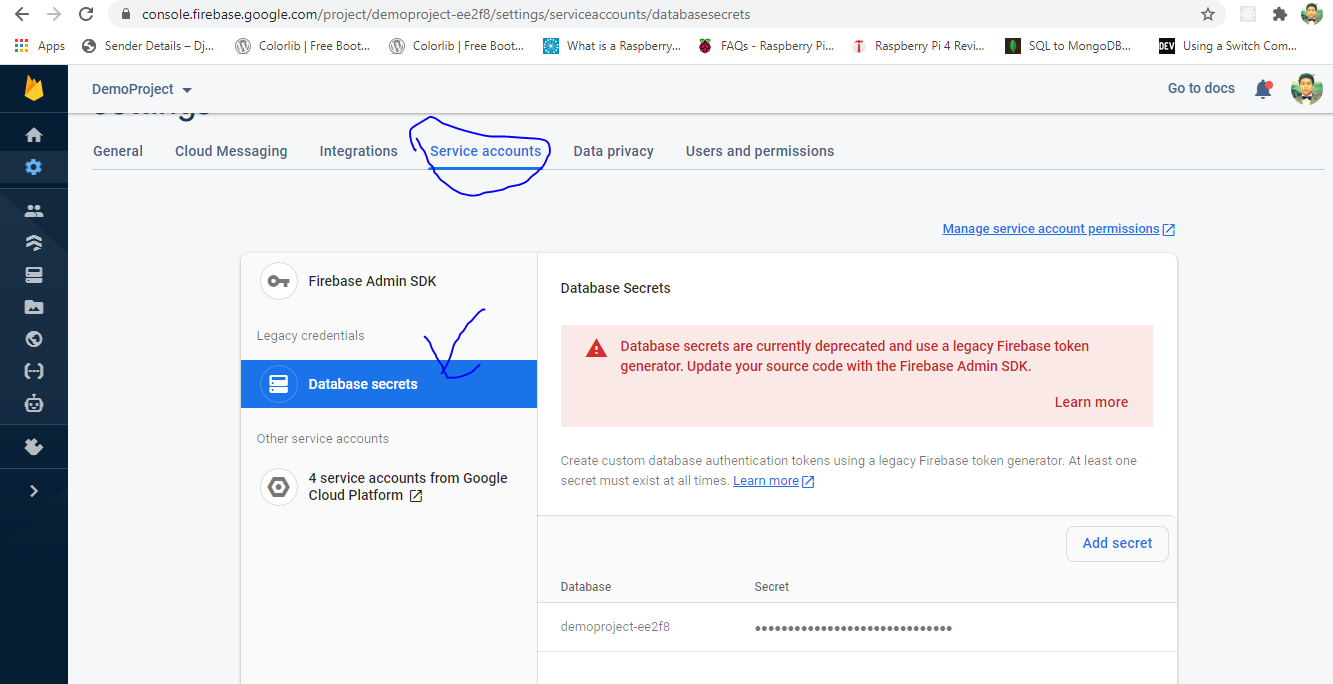 console.firebase.google.com/project/demoproject-ee2f8/settings/serviceaccounts/databasesecrets
Apps Sender Details – Dj... Colorlib | Free Boot... Colorlib | Free Boot... What is a Raspberry... FAQs - Raspberry Pi... Raspberry Pi 4 Revi... SQL to MongoDB... DEV Using a Switch Com...
DemoProject Go to docs
Settings
General Cloud Messaging Integrations Service accounts Data privacy Users and permissions
Manage service account permissions
Firebase Admin SDK
Legacy credentials
Database secrets
Other service accounts
4 service accounts from Google
Cloud Platform
Database Secrets
Database secrets are currently deprecated and use a legacy Firebase token
generator. Update your source code with the Firebase Admin SDK.
Learn more
Create custom database authentication tokens using a legacy Firebase token generator. At least one
secret must exist at all times. Learn more
Add secret
Database Secret
demoproject-ee2f8 ••••••••••••••••••••••••••••••